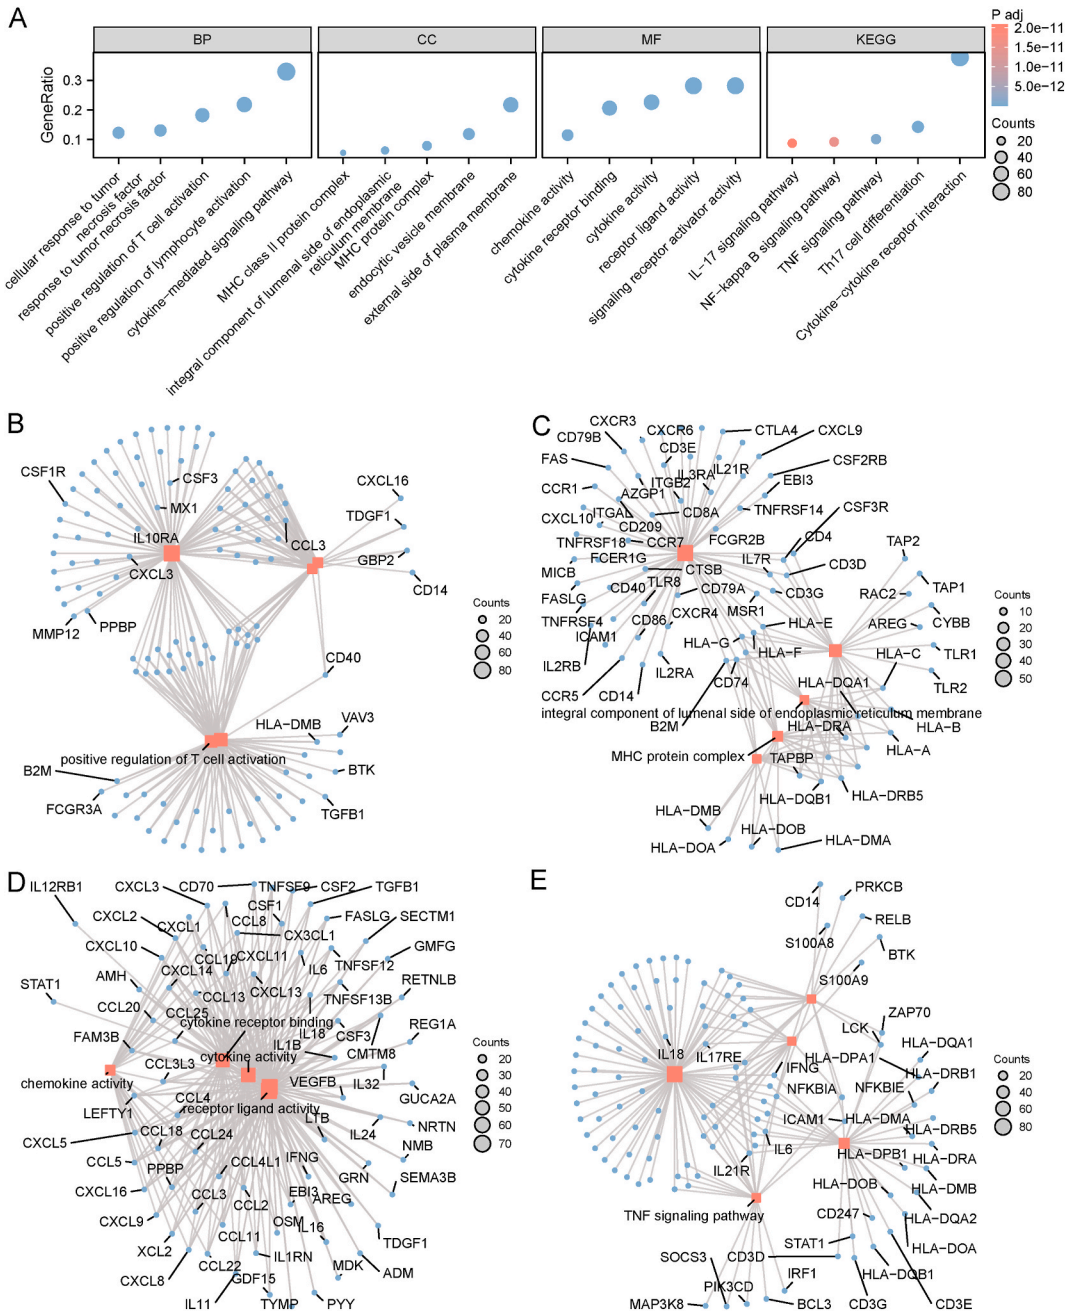 A
BP
CC
MF
KEGG
GeneRatio
0.3
0.2
0.1
P adj
2.0e−11
1.5e−11
1.0e−11
5.0e−12
Counts
20
40
60
80
cellular response to tumor
necrosis factor
response to tumor necrosis factor
positive regulation of T cell activation
positive regulation of lymphocyte activation
cytokine−mediated signaling pathway
MHC class II protein complex
integral component of lumenal side of endoplasmic
reticulum membrane
MHC protein complex
endocytic vesicle membrane
external side of plasma membrane
chemokine activity
cytokine receptor binding
cytokine activity
receptor ligand activity
signaling receptor activator activity
IL−17 signaling pathway
NF−kappa B signaling pathway
TNF signaling pathway
Th17 cell differentiation
Cytokine−cytokine receptor interaction
B
CSF1R
CSF3
MX1
IL10RA
CXCL3
MMP12
PPBP
CCL3
CXCL16
TDGF1
GBP2
CD14
CD40
HLA−DMB
VAV3
positive regulation of T cell activation
B2M
FCGR3A
BTK
TGFB1
Counts
20
40
60
80
C
CXCR3
CXCR6
CTLA4
CXCL9
CD79B
CD3E
FAS
IL3RA
IL21R
CSF2RB
ITGB2
EBI3
CCR1
AZGP1
TNFRSF14
CSF3R
CXCL10
ITGAL
CD8A
CD209
FCGR2B
CD4
TAP2
TNFRSF18
CCR7
FCER1G
IL7R
CD3D
MICB
CTSB
TLR8
TAP1
FASLG
CD40
CD79A
CD3G
RAC2
CYBB
TNFRSF4
CXCR4
MSR1
ICAM1
CD86
HLA−E
AREG
HLA−G
TLR1
IL2RB
IL2RA
HLA−F
HLA−C
CCR5
CD14
CD74
HLA−DQA1
TLR2
integral component of lumenal side of endoplasmic reticulum membrane
B2M
HLA−DRA
HLA−B
MHC protein complex
TAPBP
HLA−A
HLA−DQB1
HLA−DRB5
HLA−DMB
HLA−DOB
HLA−DOA
HLA−DMA
Counts
10
20
30
40
50
D
IL12RB1
CXCL3
CD70
TNFSF9
CSF2
TGFB1
CXCL2
CXCL1
CCL8
CSF1
FASLG
SECTM1
CXCL10
CX3CL1
CCL19
CXCL11
GMFG
AMH
CXCL14
IL6
TNFSF12
STAT1
CCL13
CXCL13
TNFSF13B
RETNLB
CCL20
CCL25
cytokine receptor binding
IL18
CSF3
REG1A
FAM3B
IL1B
CMTM8
CCL3L3
cytokine activity
chemokine activity
VEGFB
IL32
CCL4
receptor ligand activity
GUCA2A
LEFTY1
LTB
NRTN
CXCL5
CCL18
CCL24
IL24
NMB
CCL5
PPBP
CCL4L1
IFNG
GRN
SEMA3B
CXCL16
CCL3
CCL2
EBI3
AREG
CXCL9
OSM
IL16
TDGF1
CCL11
XCL2
IL1RN
ADM
CXCL8
CCL22
MDK
GDF15
IL11
TYMP
PYY
Counts
20
30
40
50
60
70
E
PRKCB
CD14
RELB
S100A8
BTK
S100A9
ZAP70
LCK
IL18
IL17RE
HLA−DQA1
HLA−DPA1
IFNG
HLA−DRB1
NFKBIA
NFKBIE
ICAM1
HLA−DMA
HLA−DRB5
IL6
HLA−DRA
IL21R
HLA−DPB1
HLA−DMB
HLA−DOB
TNF signaling pathway
CD247
HLA−DQA2
STAT1
HLA−DOA
SOCS3
CD3D
HLA−DQB1
PIK3CD
IRF1
MAP3K8
BCL3
CD3G
CD3E
Counts
20
40
60
80